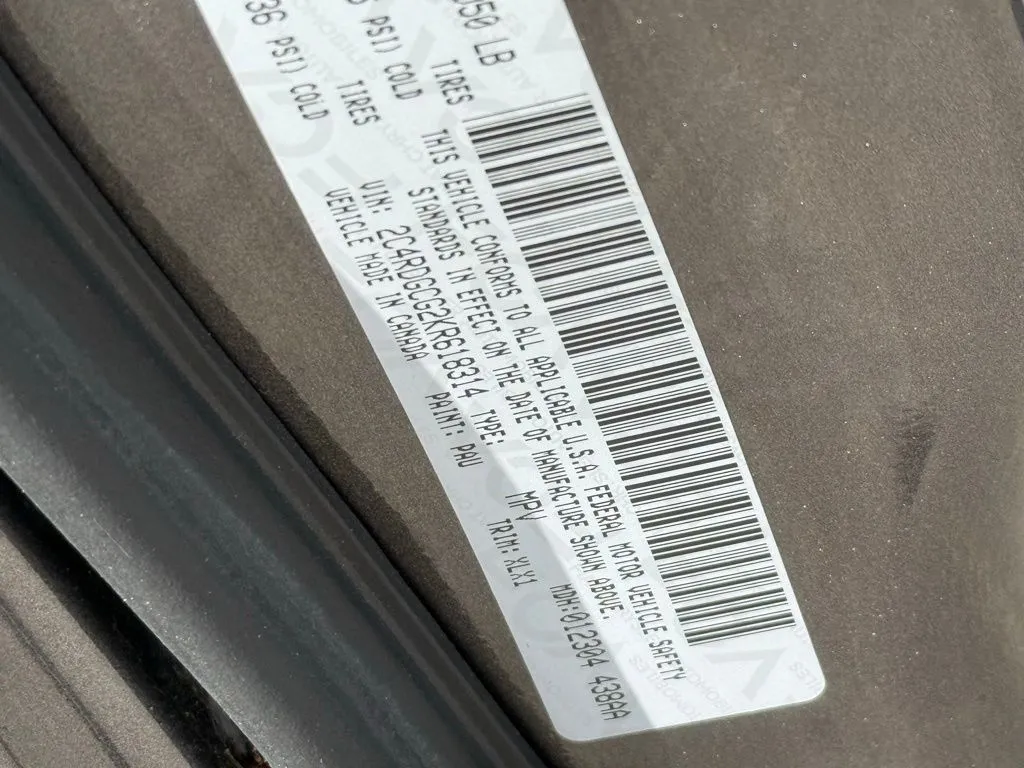 050 LB
TIRES
PSI) COLD
36 PSI) COLD
TIRES
THIS VEHICLE CONFORMS TO ALL APPLICABLE U.S.A. FEDERAL MOTOR VEHICLE SAFETY
STANDARDS IN EFFECT ON THE DATE OF MANUFACTURE SHOWN ABOVE.
VIN: 2C4RDGCG2KR618314 TYPE: MPV MDH:012304 438AA
VEHICLE MADE IN CANADA PAINT: PAU TRIM: XLX1